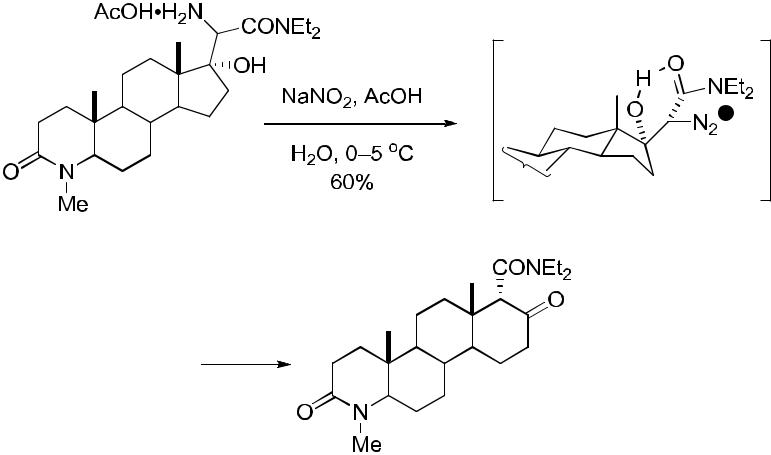 AcOH•H₂N
CONEt₂
OH
O
N
Me
NaNO₂, AcOH
H₂O, 0–5 °C
60%
H
O
O
NEt₂
N₂●
CONEt₂
O
O
N
Me